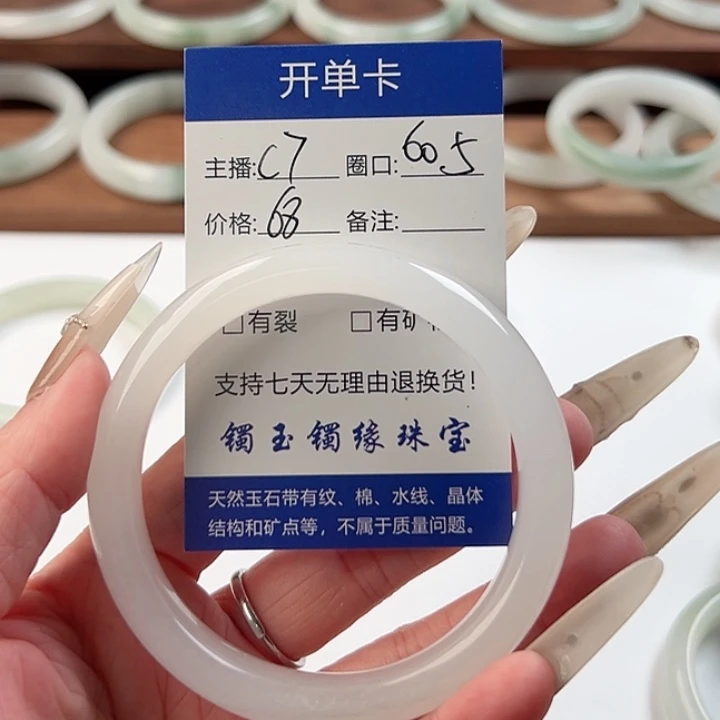 开单卡
主播: C7 圈口: 60.5
价格: 68 备注:
□有裂 □有矿
支持七天无理由退换货!
镯玉镯缘珠宝
天然玉石带有纹、棉、水线、晶体
结构和矿点等，不属于质量问题。